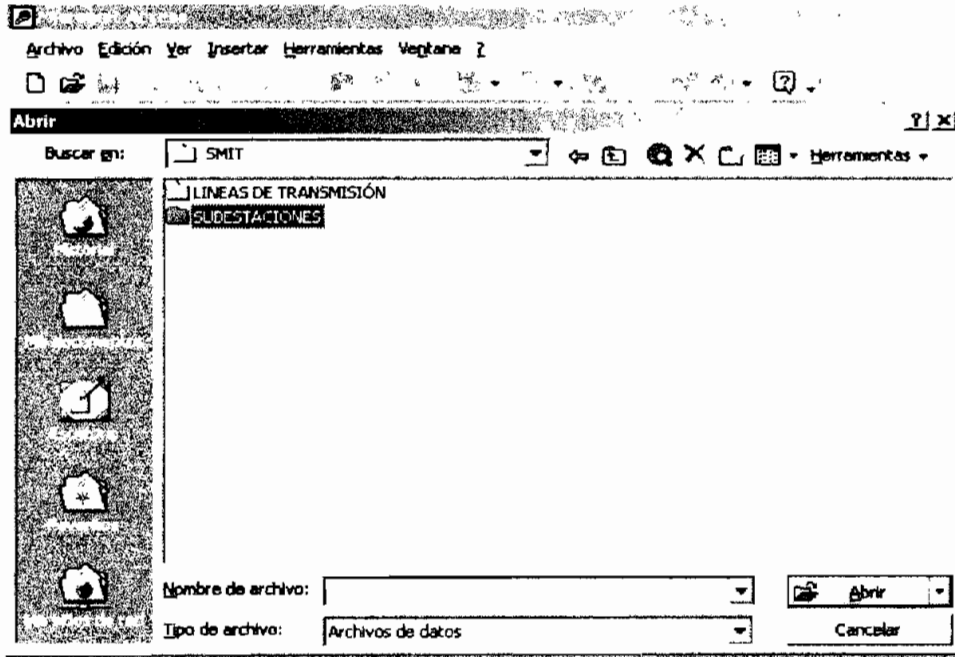 Archivo Edición Ver Insertar Herramientas Ventana ?
Abrir
Buscar en: SMIT Herramientas
LINEAS DE TRANSMISIÓN
SUDESTACIONES
Nombre de archivo: Abrir
Tipo de archivo: Archivos de datos Cancelar